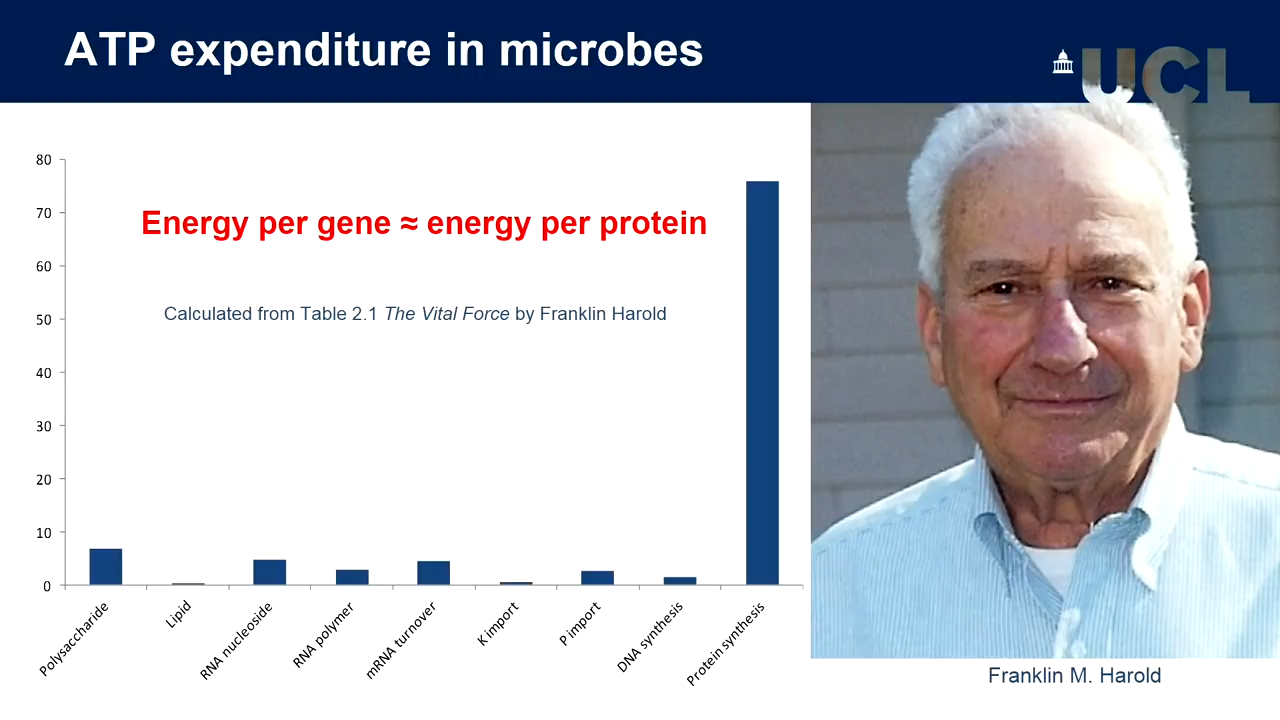 ATP expenditure in microbes
UCL
80
70
60
50
40
30
20
10
0
Energy per gene ≈ energy per protein
Calculated from Table 2.1 The Vital Force by Franklin Harold
Polysaccharide
Lipid
RNA nucleoside
RNA polymer
mRNA turnover
K import
P import
DNA synthesis
Protein synthesis
Franklin M. Harold